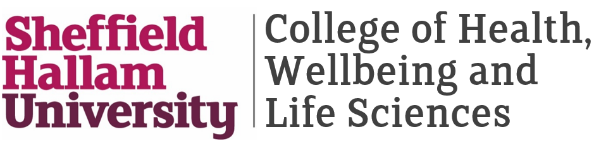 Sheffield
Hallam
University
College of Health,
Wellbeing and
Life Sciences